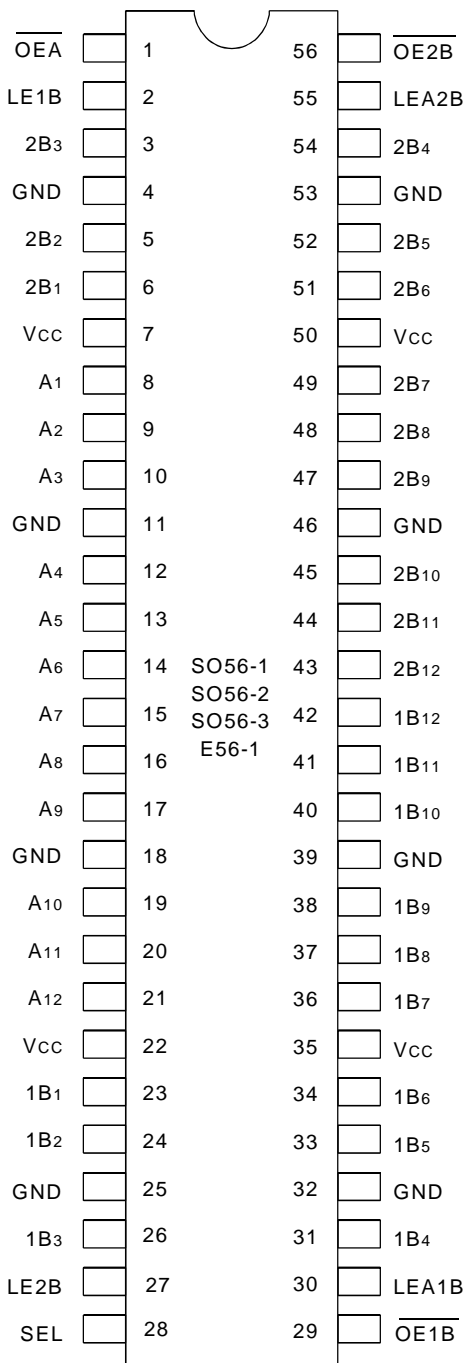 OEA 1 56 OE2B
LE1B 2 55 LEA2B
2B3 3 54 2B4
GND 4 53 GND
2B2 5 52 2B5
2B1 6 51 2B6
VCC 7 50 VCC
A1 8 49 2B7
A2 9 48 2B8
A3 10 47 2B9
GND 11 46 GND
A4 12 45 2B10
A5 13 44 2B11
A6 14 SO56-1 43 2B12
SO56-2
A7 15 SO56-3 42 1B12
E56-1
A8 16 41 1B11
A9 17 40 1B10
GND 18 39 GND
A10 19 38 1B9
A11 20 37 1B8
A12 21 36 1B7
VCC 22 35 VCC
1B1 23 34 1B6
1B2 24 33 1B5
GND 25 32 GND
1B3 26 31 1B4
LE2B 27 30 LEA1B
SEL 28 29 OE1B